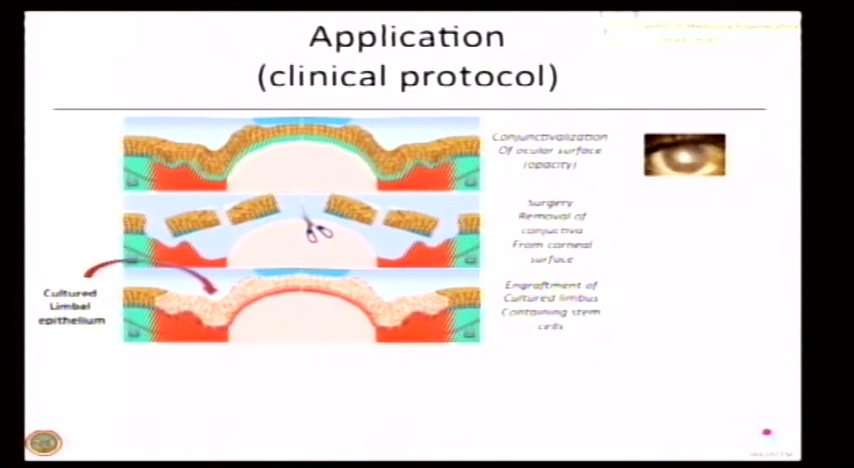 Application
(clinical protocol)
Conjunctivalization
Of ocular surface
(opacity)
Surgery
Removal of
conjuctiva
From corneal
surface
Cultured
Limbal
epithelium
Engraftment of
Cultured limbus
Containing stem
cells